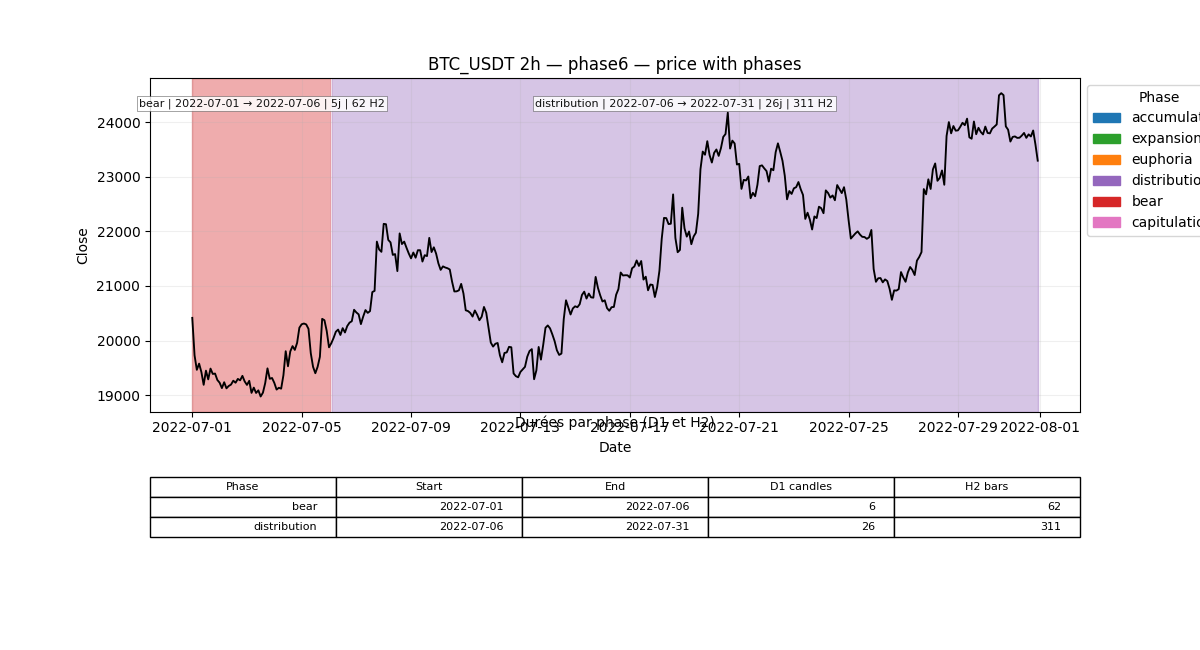 BTC_USDT 2h — phase6 — price with phases
bear | 2022-07-01 → 2022-07-06 | 5j | 62 H2
distribution | 2022-07-06 → 2022-07-31 | 26j | 311 H2
Close
24000
23000
22000
21000
20000
19000
Phase
accumulat
expansion
euphoria
distributio
bear
capitulatio
2022-07-01 2022-07-05 2022-07-09 2022-07-13 2022-07-17 2022-07-21 2022-07-25 2022-07-29 2022-08-01
Durées par phase (D1 et H2)
Date
Phase Start End D1 candles H2 bars
bear 2022-07-01 2022-07-06 6 62
distribution 2022-07-06 2022-07-31 26 311